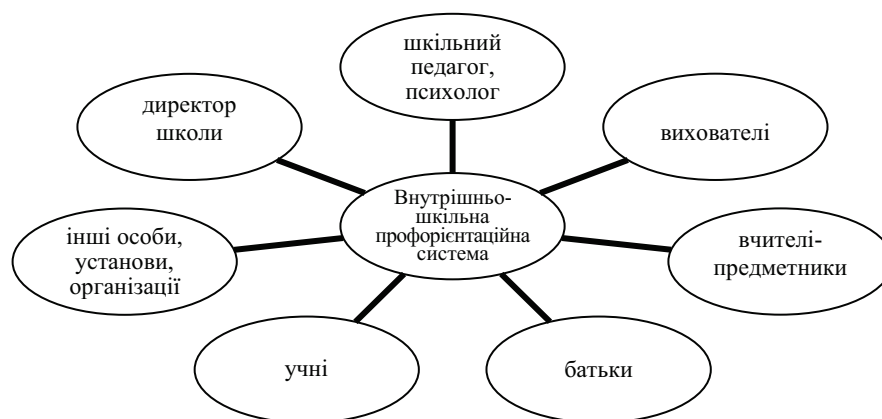 шкільний
педагог,
психолог
директор
школи
вихователі
Внутрішньо-
шкільна
профорієнтаційна
система
інші особи,
установи,
організації
вчителі-
предметники
учні
батьки